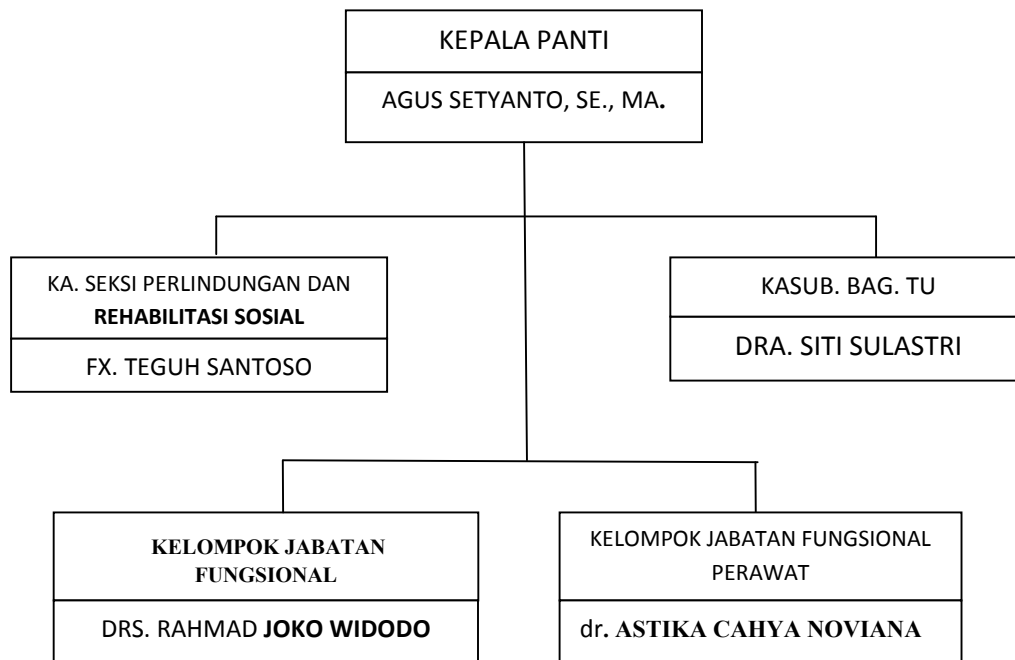 KEPALA PANTI
AGUS SETYANTO, SE., MA.
KA. SEKSI PERLINDUNGAN DAN
REHABILITASI SOSIAL
FX. TEGUH SANTOSO
KASUB. BAG. TU
DRA. SITI SULASTRI
KELOMPOK JABATAN
FUNGSIONAL
DRS. RAHMAD JOKO WIDODO
KELOMPOK JABATAN FUNGSIONAL
PERAWAT
dr. ASTIKA CAHYA NOVIANA